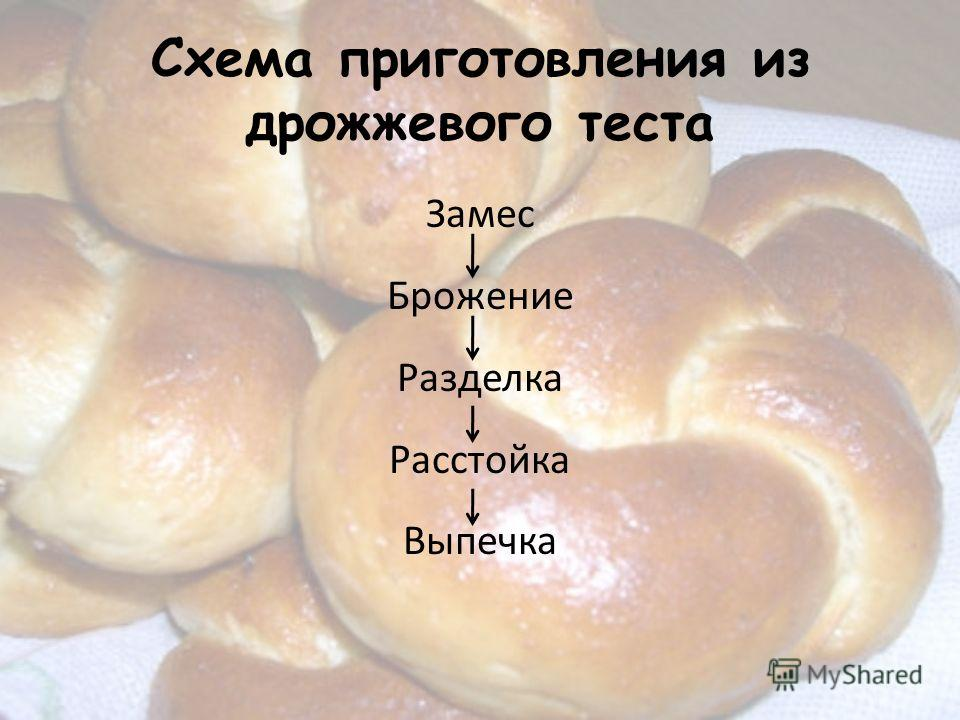 Схема приготовления из
дрожжевого теста
Замес
Брожение
Разделка
Расстойка
Выпечка
MyShared